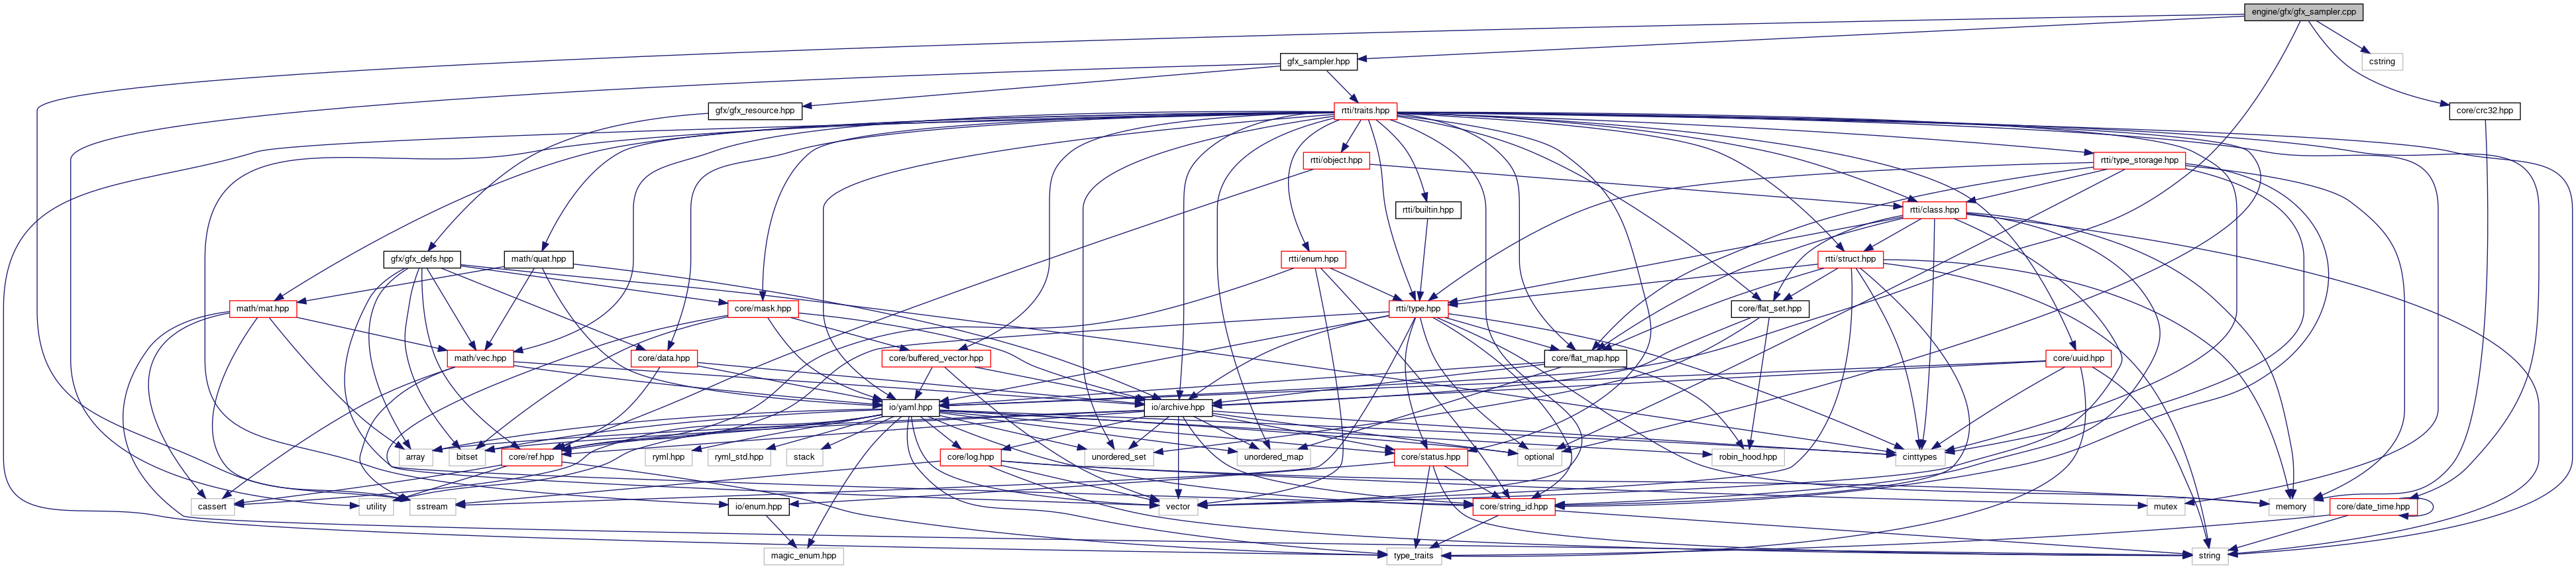 engine/gfx/gfx_sampler.cpp
gfx_sampler.hpp
cstring
gfx/gfx_resource.hpp
rtti/traits.hpp
core/crc32.hpp
rtti/object.hpp
rtti/type_storage.hpp
rtti/builtin.hpp
rtti/class.hpp
gfx/gfx_defs.hpp
math/quat.hpp
rtti/enum.hpp
rtti/struct.hpp
math/mat.hpp
core/mask.hpp
rtti/type.hpp
core/flat_set.hpp
math/vec.hpp
core/data.hpp
core/buffered_vector.hpp
core/flat_map.hpp
core/uuid.hpp
io/yaml.hpp
io/archive.hpp
array
bitset
core/ref.hpp
ryml.hpp
ryml_std.hpp
stack
core/log.hpp
unordered_set
core/status.hpp
unordered_map
optional
robin_hood.hpp
cinttypes
cassert
utility
sstream
io/enum.hpp
vector
core/string_id.hpp
mutex
memory
core/date_time.hpp
magic_enum.hpp
type_traits
string